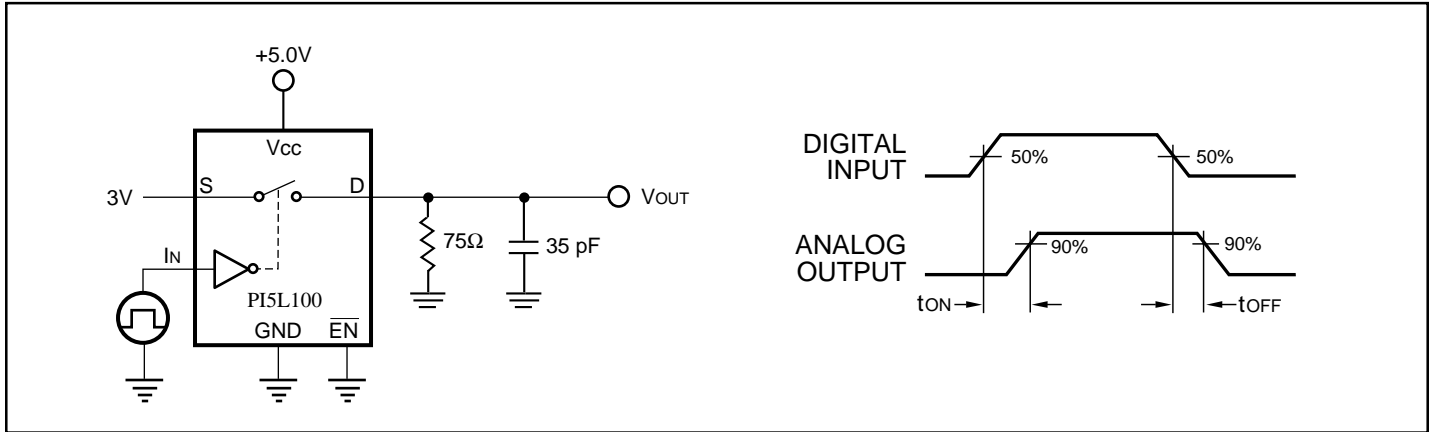 +5.0V
Vcc
3V
S
D
VOUT
75Ω
35 pF
IN
PI5L100
GND
EN
DIGITAL
INPUT
50%
50%
ANALOG
OUTPUT
90%
90%
tON
tOFF